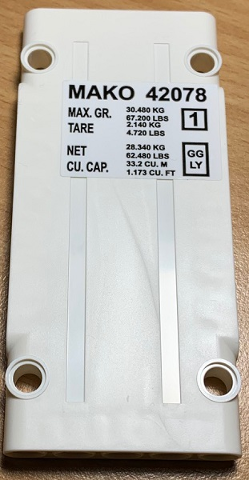 MAKO 42078
MAX. GR. 30.480 KG
67.200 LBS
TARE 2.140 KG
4.720 LBS
1
NET 28.340 KG
62.480 LBS
CU. CAP. 33.2 CU. M
1.173 CU. FT
GG
LY